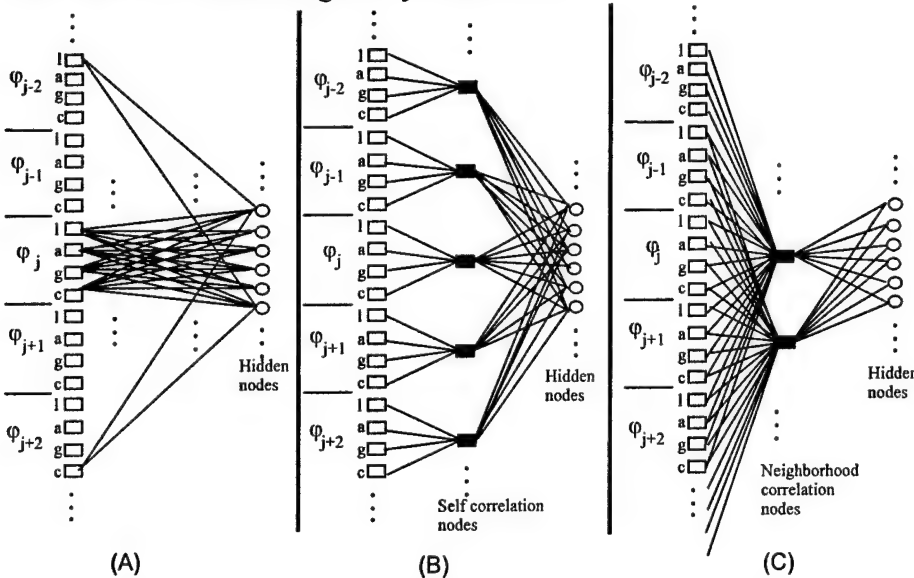 φj-2
l
a
g
c
φj-1
l
a
g
c
φj
l
a
g
c
φj+1
l
a
g
c
φj+2
l
a
g
c
Hidden
nodes
(A)
φj-2
l
a
g
c
φj-1
l
a
g
c
φj
l
a
g
c
φj+1
l
a
g
c
φj+2
l
a
g
c
Self correlation
nodes
Hidden
nodes
(B)
φj-2
l
a
g
c
φj-1
l
a
g
c
φj
l
a
g
c
φj+1
l
a
g
c
φj+2
l
a
g
c
Neighborhood
correlation
nodes
Hidden
nodes
(C)